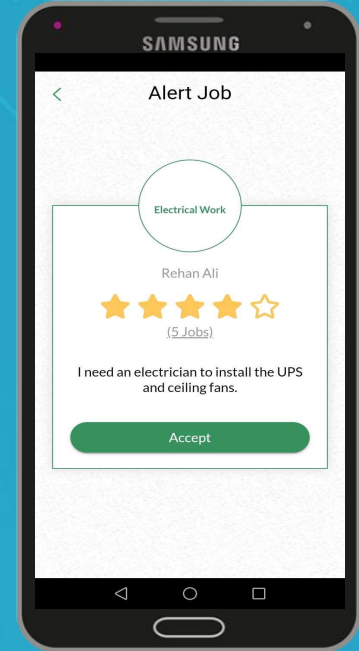 SAMSUNG
Alert Job
Electrical Work
Rehan Ali
(5 Jobs)
I need an electrician to install the UPS
and ceiling fans.
Accept